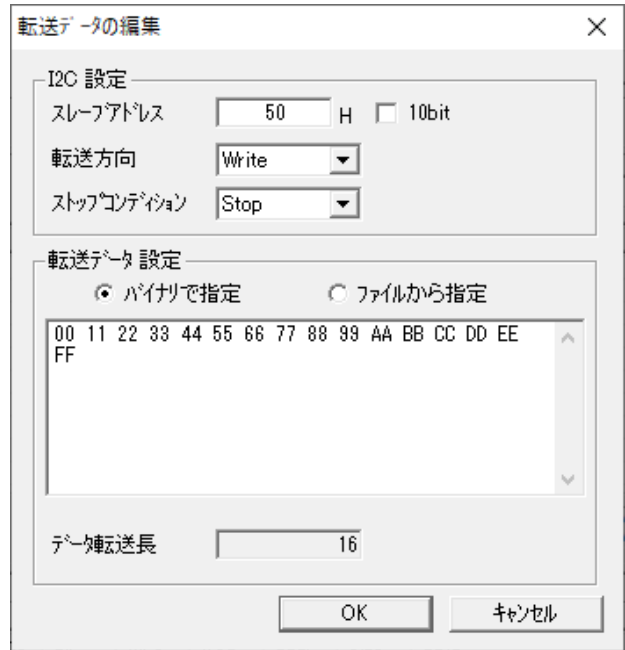 転送ﾃﾞｰﾀの編集
I2C 設定
ｽﾚｰﾌﾞｱﾄﾞﾚｽ 50 H 10bit
転送方向 Write
ｽﾄｯﾌﾟｺﾝﾃﾞｨｼｮﾝ Stop
転送ﾃﾞｰﾀ 設定
ﾊﾞｲﾅﾘで指定 ﾌｧｲﾙから指定
00 11 22 33 44 55 66 77 88 99 AA BB CC DD EE
FF
ﾃﾞｰﾀ転送長 16
OK ｷｬﾝｾﾙ